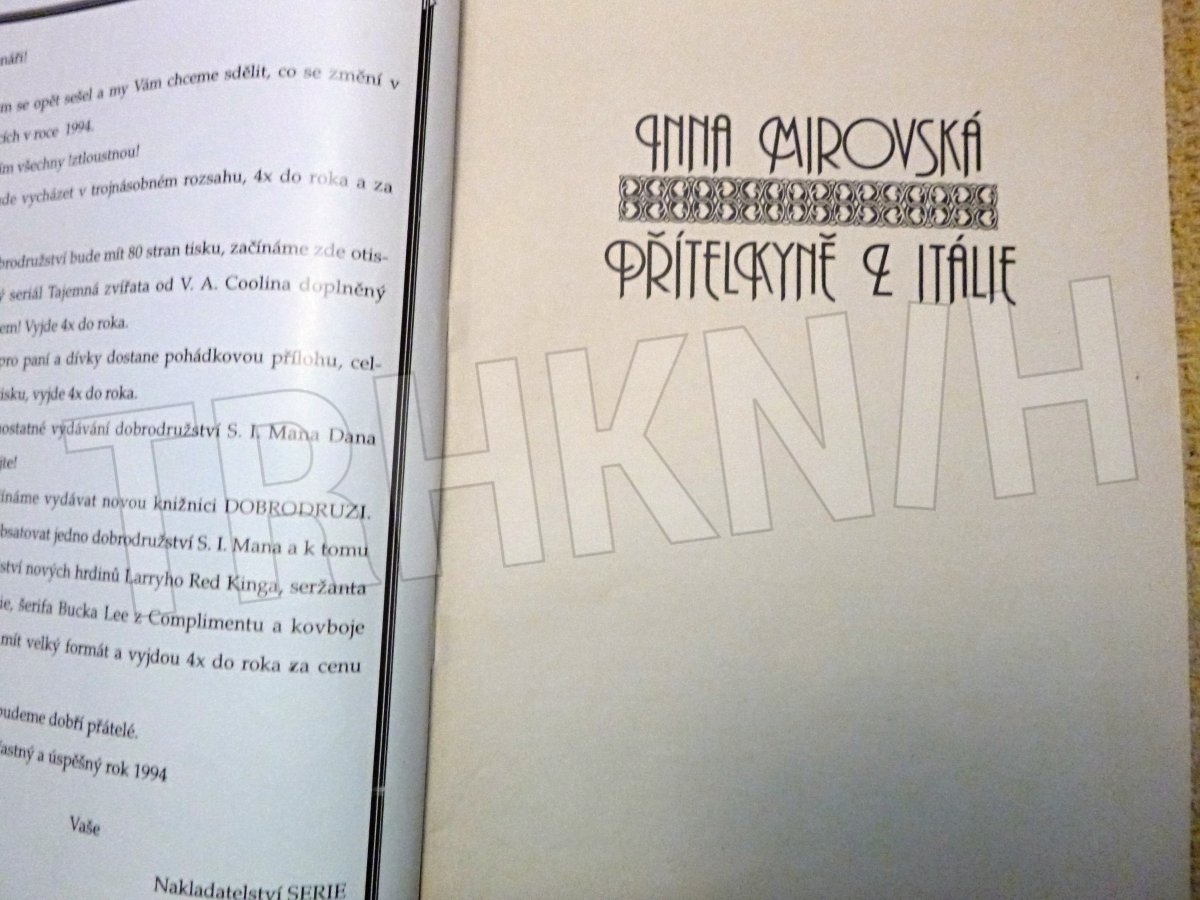 náři!
m se opět sešel a my Vám chceme sdělit, co se změní v
cích v roce 1994.
ím všechny !ztloustnou!
de vycházet v trojnásobném rozsahu, 4x do roka a za
brodružství bude mít 80 stran tisku, začínáme zde otis-
ý seriál Tajemná zvířata od V. A. Coolina doplněný
em! Vyjde 4x do roka.
pro paní a dívky dostane pohádkovou přílohu, cel-
isku, vyjde 4x do roka.
mostatné vydávání dobrodružství S. I. Mana Dana
jte!
ínáme vydávat novou knižnici DOBRODRUZI.
bsatovat jedno dobrodružství S. I. Mana a k tomu
ství nových hrdinů Larryho Red Kinga, seržanta
ie, šerifa Bucka Lee z Complimentu a kovboje
mít velký formát a vyjdou 4x do roka za cenu
budeme dobří přátelé.
astný a úspěšný rok 1994
Vaše
Nakladatelství SERIE
ANNA MIROVSKÁ
PŘÍTELKYNĚ Z ITÁLIE
TRHKNIH